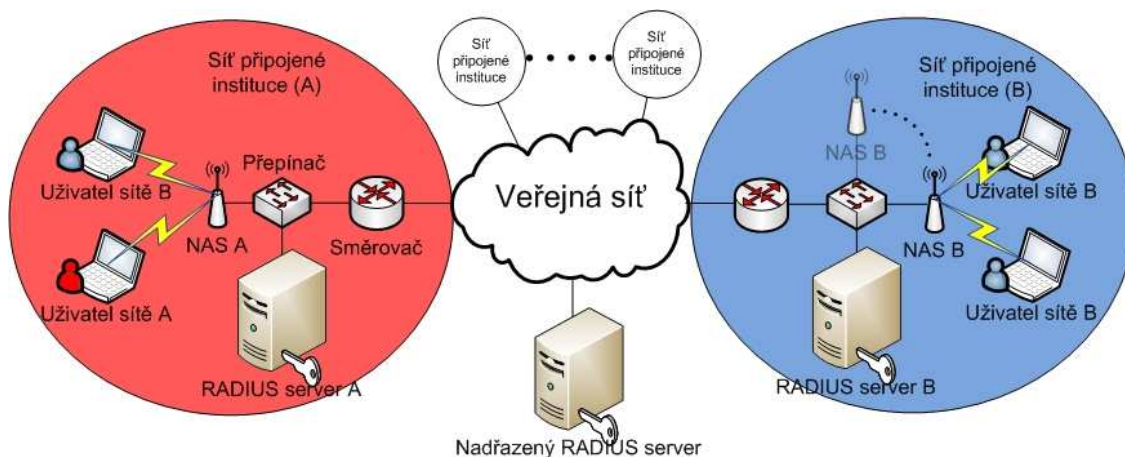 Síť připojené
instituce (A)
Uživatel sítě B
Uživatel sítě A
NAS A
Přepínač
Směrovač
RADIUS server A
Síť
připojené
instituce
Síť
připojené
instituce
Veřejná síť
Nadřazený RADIUS server
Síť připojené
instituce (B)
NAS B
NAS B
Uživatel sítě B
Uživatel sítě B
RADIUS server B